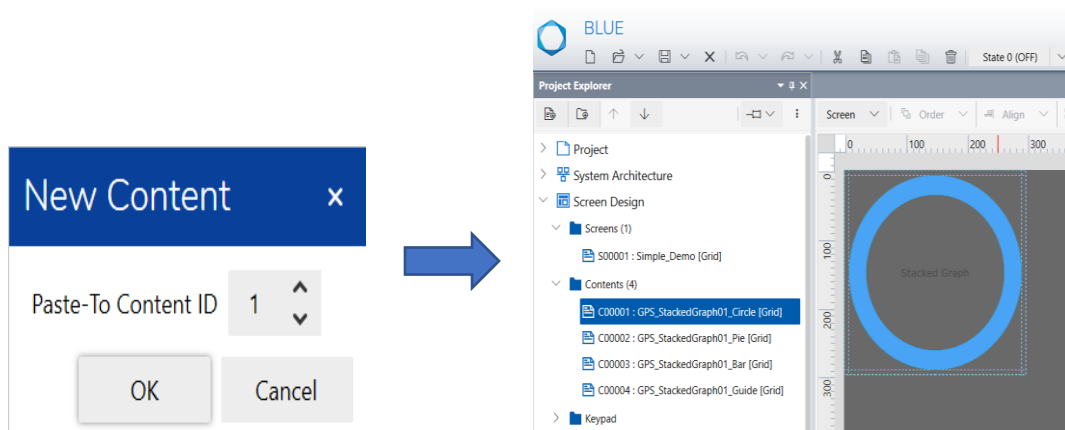 New Content ×
Paste-To Content ID 1
OK Cancel
BLUE
State 0 (OFF)
Project Explorer
Screen Order Align
Project
System Architecture
Screen Design
Screens (1)
S00001 : Simple_Demo [Grid]
Contents (4)
C00001 : GPS_StackedGraph01_Circle [Grid]
C00002 : GPS_StackedGraph01_Pie [Grid]
C00003 : GPS_StackedGraph01_Bar [Grid]
C00004 : GPS_StackedGraph01_Guide [Grid]
Keypad
0 100 200 300
0
100
200
300
Stacked Graph